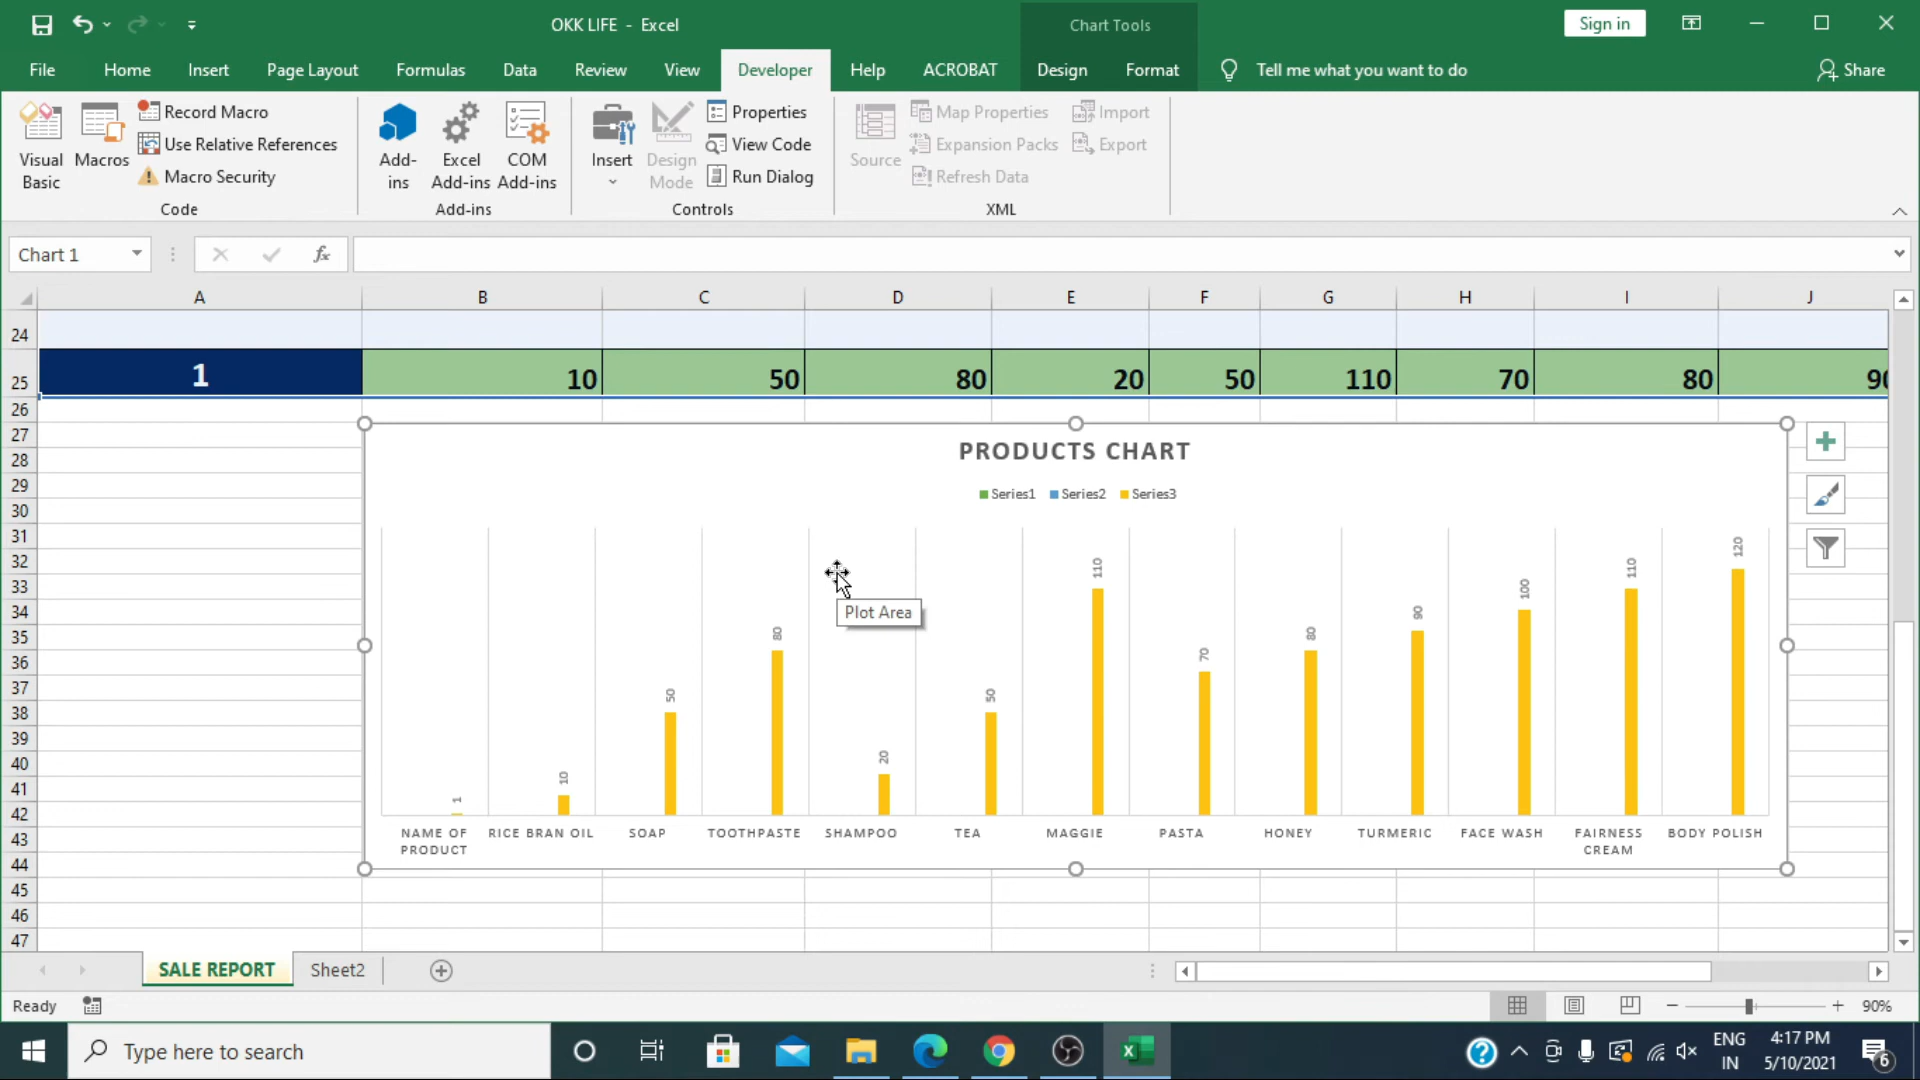 OKK LIFE - Excel
Chart Tools
Sign in
File Home Insert Page Layout Formulas Data Review View Developer Help ACROBAT Design Format Tell me what you want to do Share
Visual Basic
Macros
Record Macro
Use Relative References
Macro Security
Code
Add-ins
Excel Add-ins
COM Add-ins
Add-ins
Insert
Design Mode
Properties
View Code
Run Dialog
Controls
Source
Map Properties
Expansion Packs
Refresh Data
Import
Export
XML
Chart 1
fx
A B C D E F G H I J
24
25 1 10 50 80 20 50 110 70 80 90
26
27
28
29
30
31
32
33
34
35
36
37
38
39
40
41
42
43
44
45
46
47
PRODUCTS CHART
Series1 Series2 Series3
1 10 50 80 20 50 110 70 80 90 100 110 120
Plot Area
NAME OF PRODUCT
RICE BRAN OIL
SOAP
TOOTHPASTE
SHAMPOO
TEA
MAGGIE
PASTA
HONEY
TURMERIC
FACE WASH
FAIRNESS CREAM
BODY POLISH
SALE REPORT Sheet2
Ready
90%
Type here to search
ENG
IN
4:17 PM
5/10/2021
6